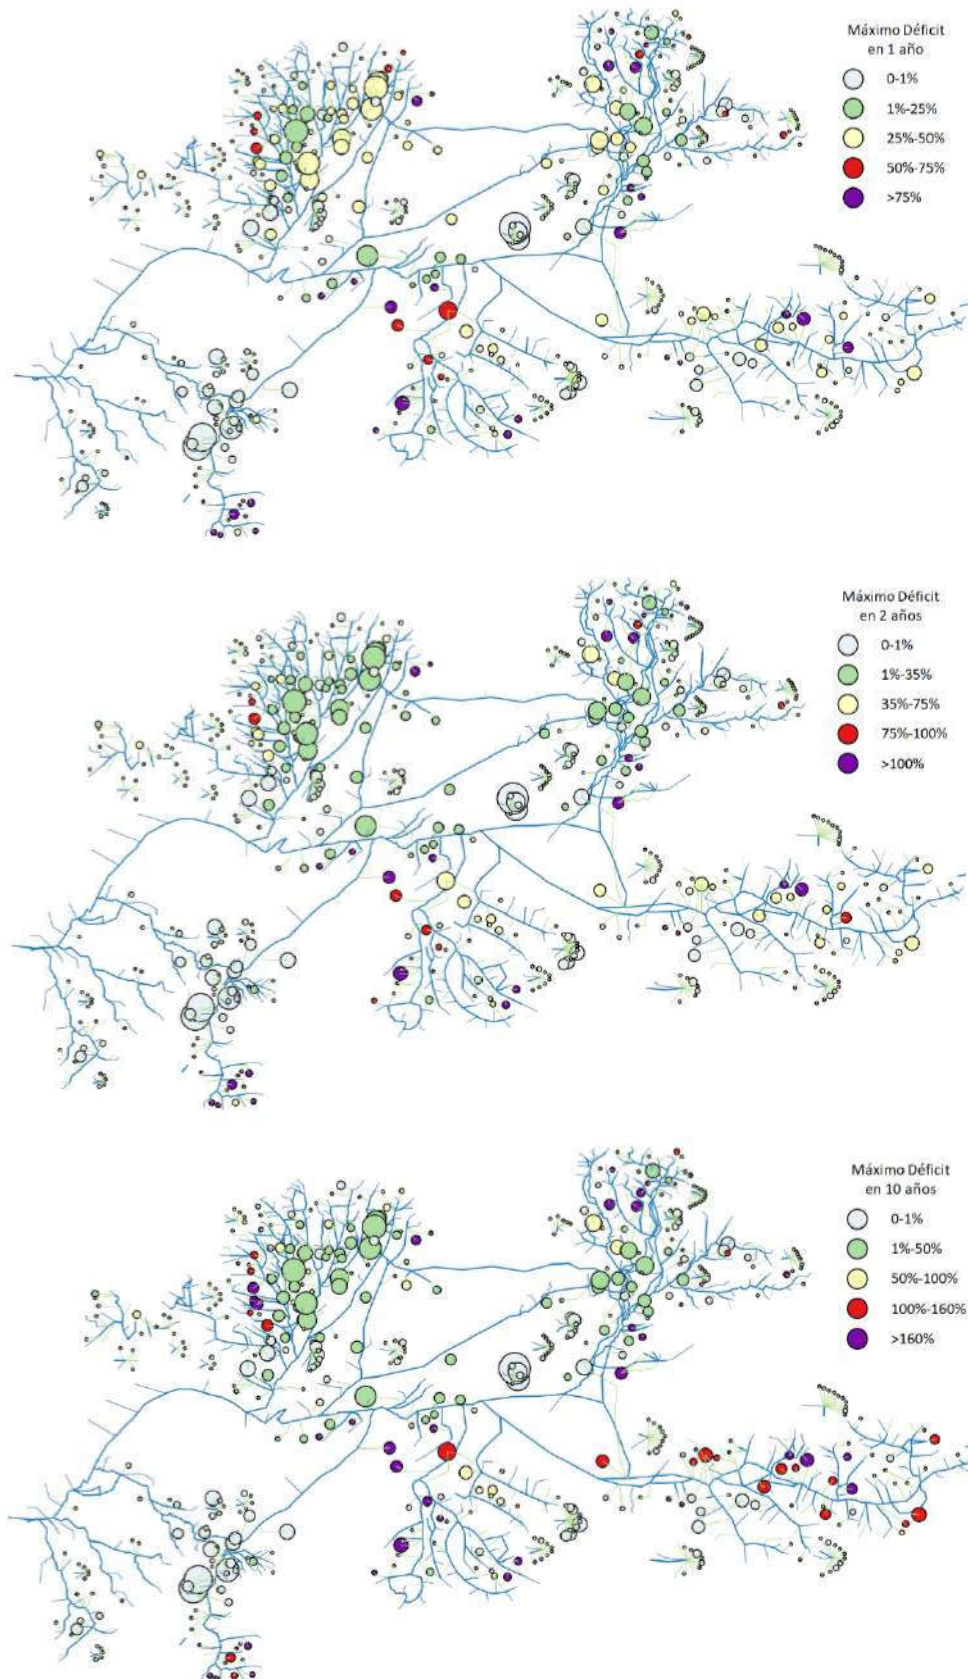 Máximo Déficit
en 1 año
0-1%
1%-25%
25%-50%
50%-75%
>75%
Máximo Déficit
en 2 años
0-1%
1%-35%
35%-75%
75%-100%
>100%
Máximo Déficit
en 10 años
0-1%
1%-50%
50%-100%
100%-160%
>160%